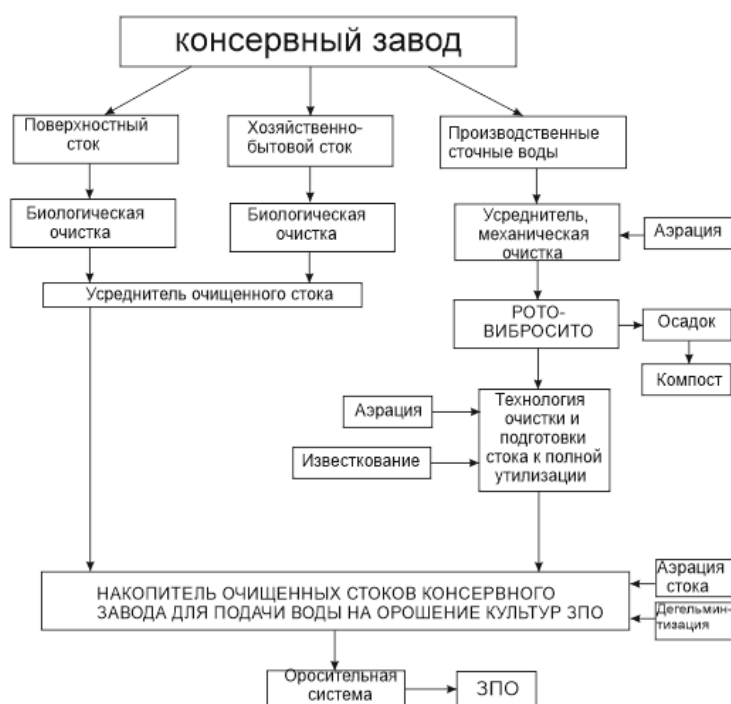 консервный завод
Поверхностный
сток
Хозяйственно-
бытовой сток
Производственные
сточные воды
Биологическая
очистка
Биологическая
очистка
Усреднитель,
механическая
очистка
Аэрация
Усреднитель очищенного стока
РОТО-
ВИБРОСИТО
Осадок
Компост
Аэрация
Известкование
Технология
очистки и
подготовки
стока к полной
утилизации
НАКОПИТЕЛЬ ОЧИЩЕННЫХ СТОКОВ КОНСЕРВНОГО
ЗАВОДА ДЛЯ ПОДАЧИ ВОДЫ НА ОРОШЕНИЕ КУЛЬТУР ЗПО
Аэрация
стока
Дегельмин-
тизация
Оросительная
система
ЗПО